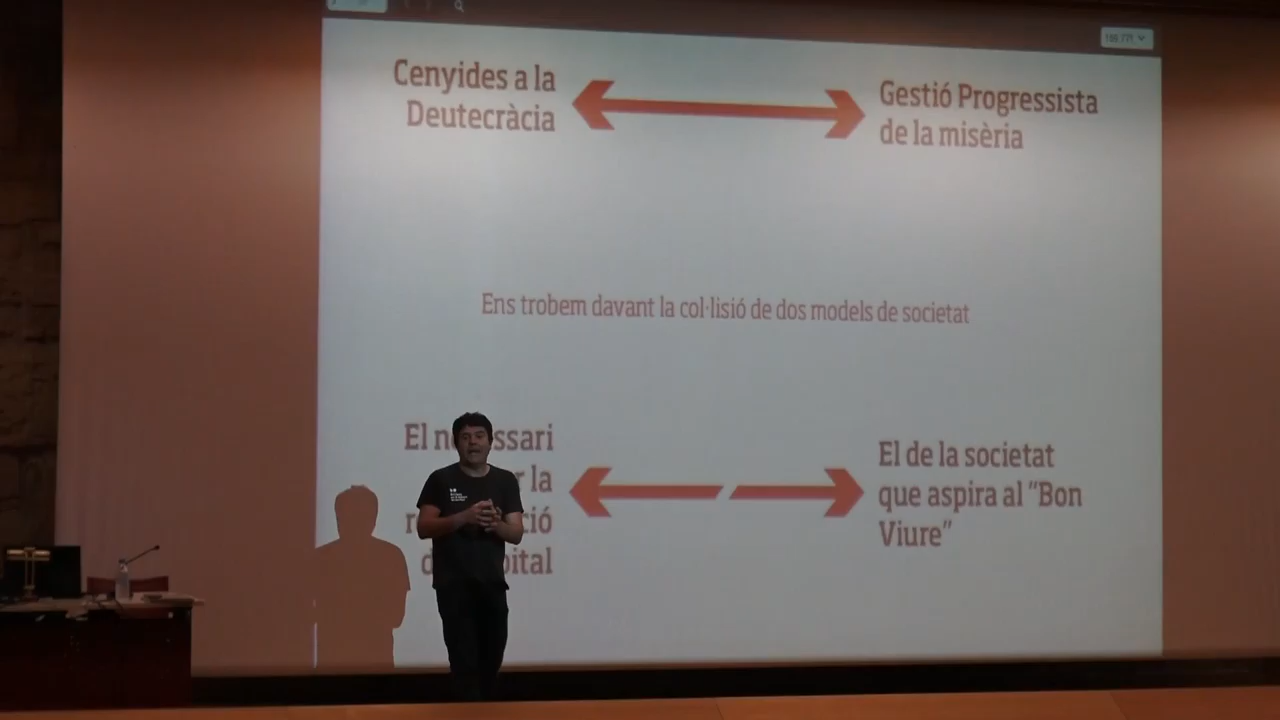 Cenyides a la
Deutecràcia
Gestió Progressista
de la misèria
Ens trobem davant la col·lisió de dos models de societat
El
la
El de la societat
que aspira al "Bon
Viure"